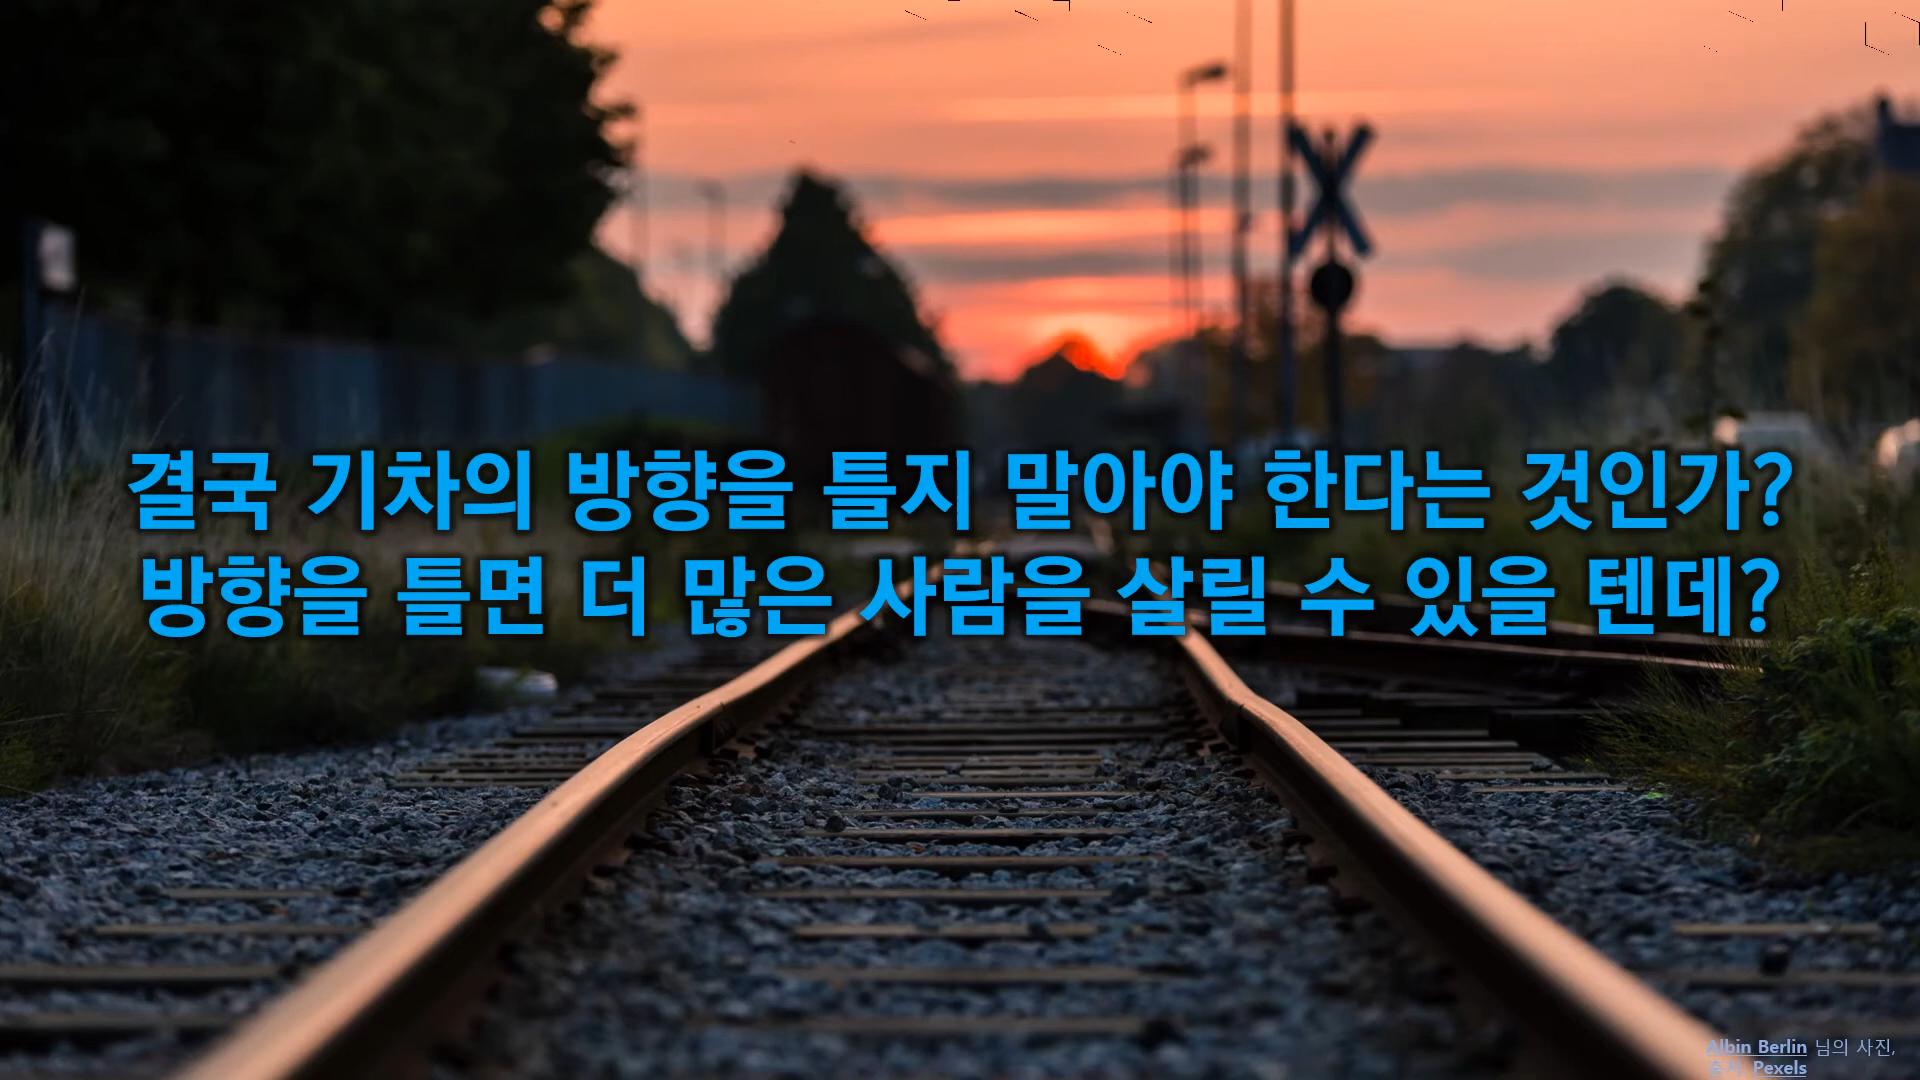 결국 기차의 방향을 틀지 말아야 한다는 것인가?
방향을 틀면 더 많은 사람을 살릴 수 있을 텐데?
Albin Berlin 님의 사진,
출처: Pexels